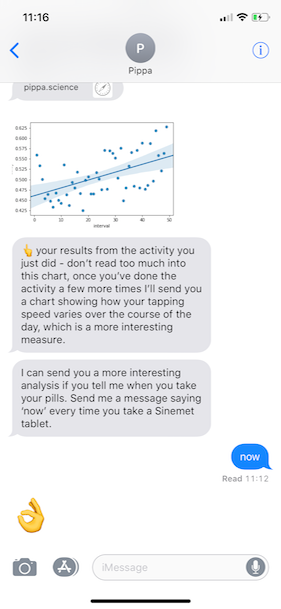 11:16
P
Pippa
pippa.science
0.625
0.600
0.575
0.550
0.525
0.500
0.475
0.450
0.425
0 10 20 30 40 50
interval
👆 your results from the activity you
just did - don't read too much into
this chart, once you've done the
activity a few more times I'll send you
a chart showing how your tapping
speed varies over the course of the
day, which is a more interesting
measure.
I can send you a more interesting
analysis if you tell me when you take
your pills. Send me a message saying
'now' every time you take a Sinemet
tablet.
now
Read 11:12
👌
iMessage